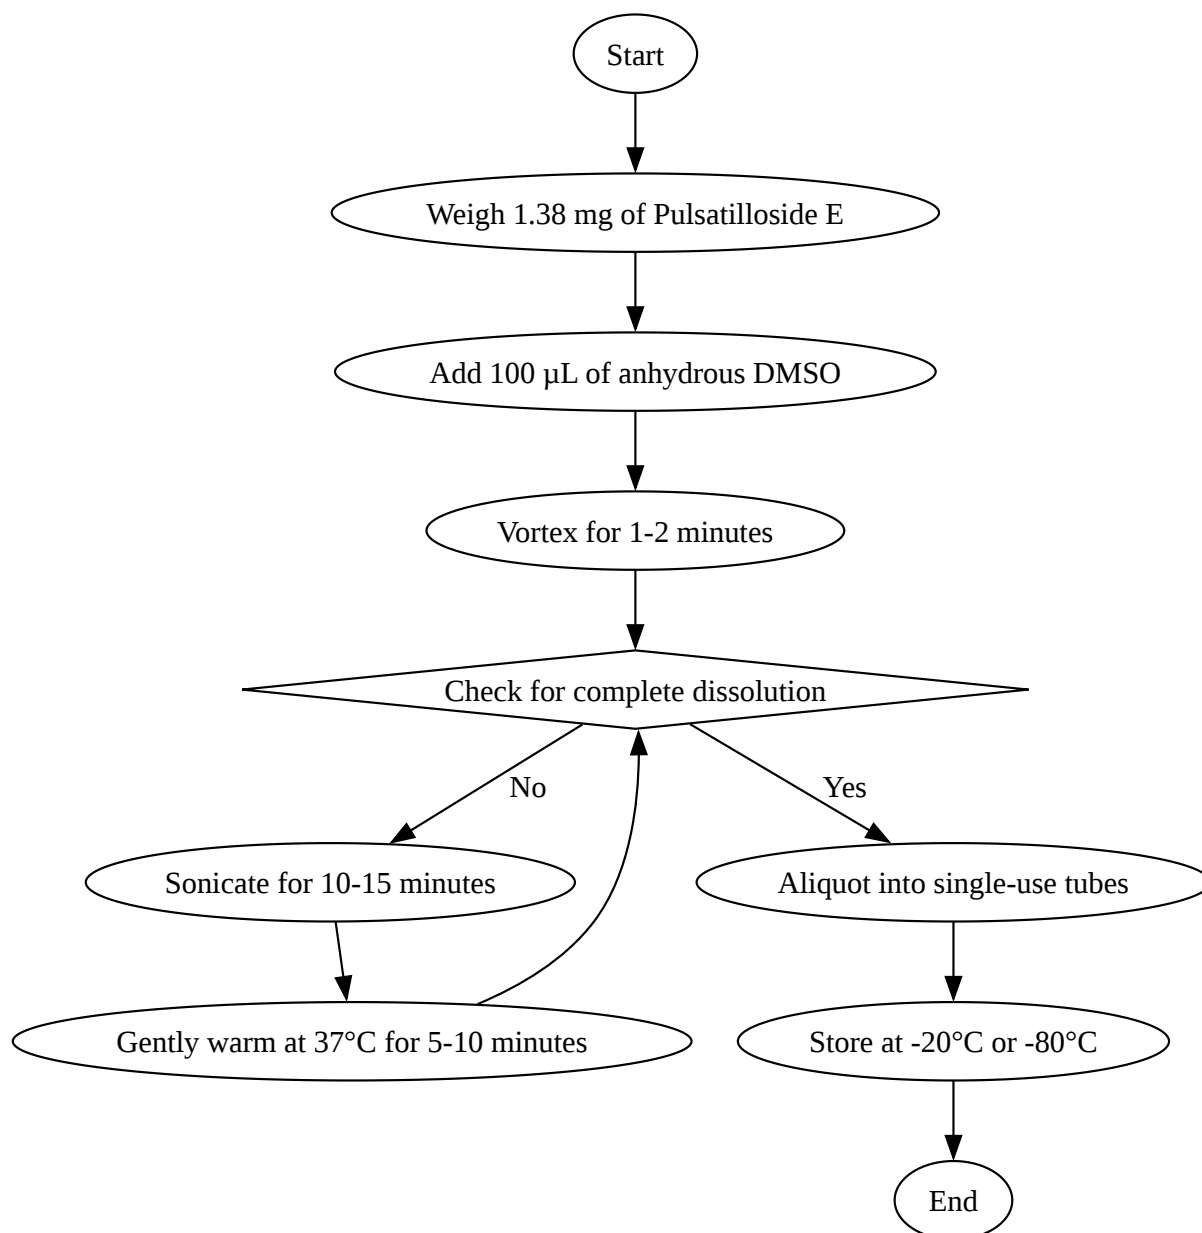 Start
Weigh 1.38 mg of Pulsatilloside E
Add 100 µL of anhydrous DMSO
Vortex for 1-2 minutes
Check for complete dissolution
No
Yes
Sonicate for 10-15 minutes
Aliquot into single-use tubes
Gently warm at 37°C for 5-10 minutes
Store at -20°C or -80°C
End